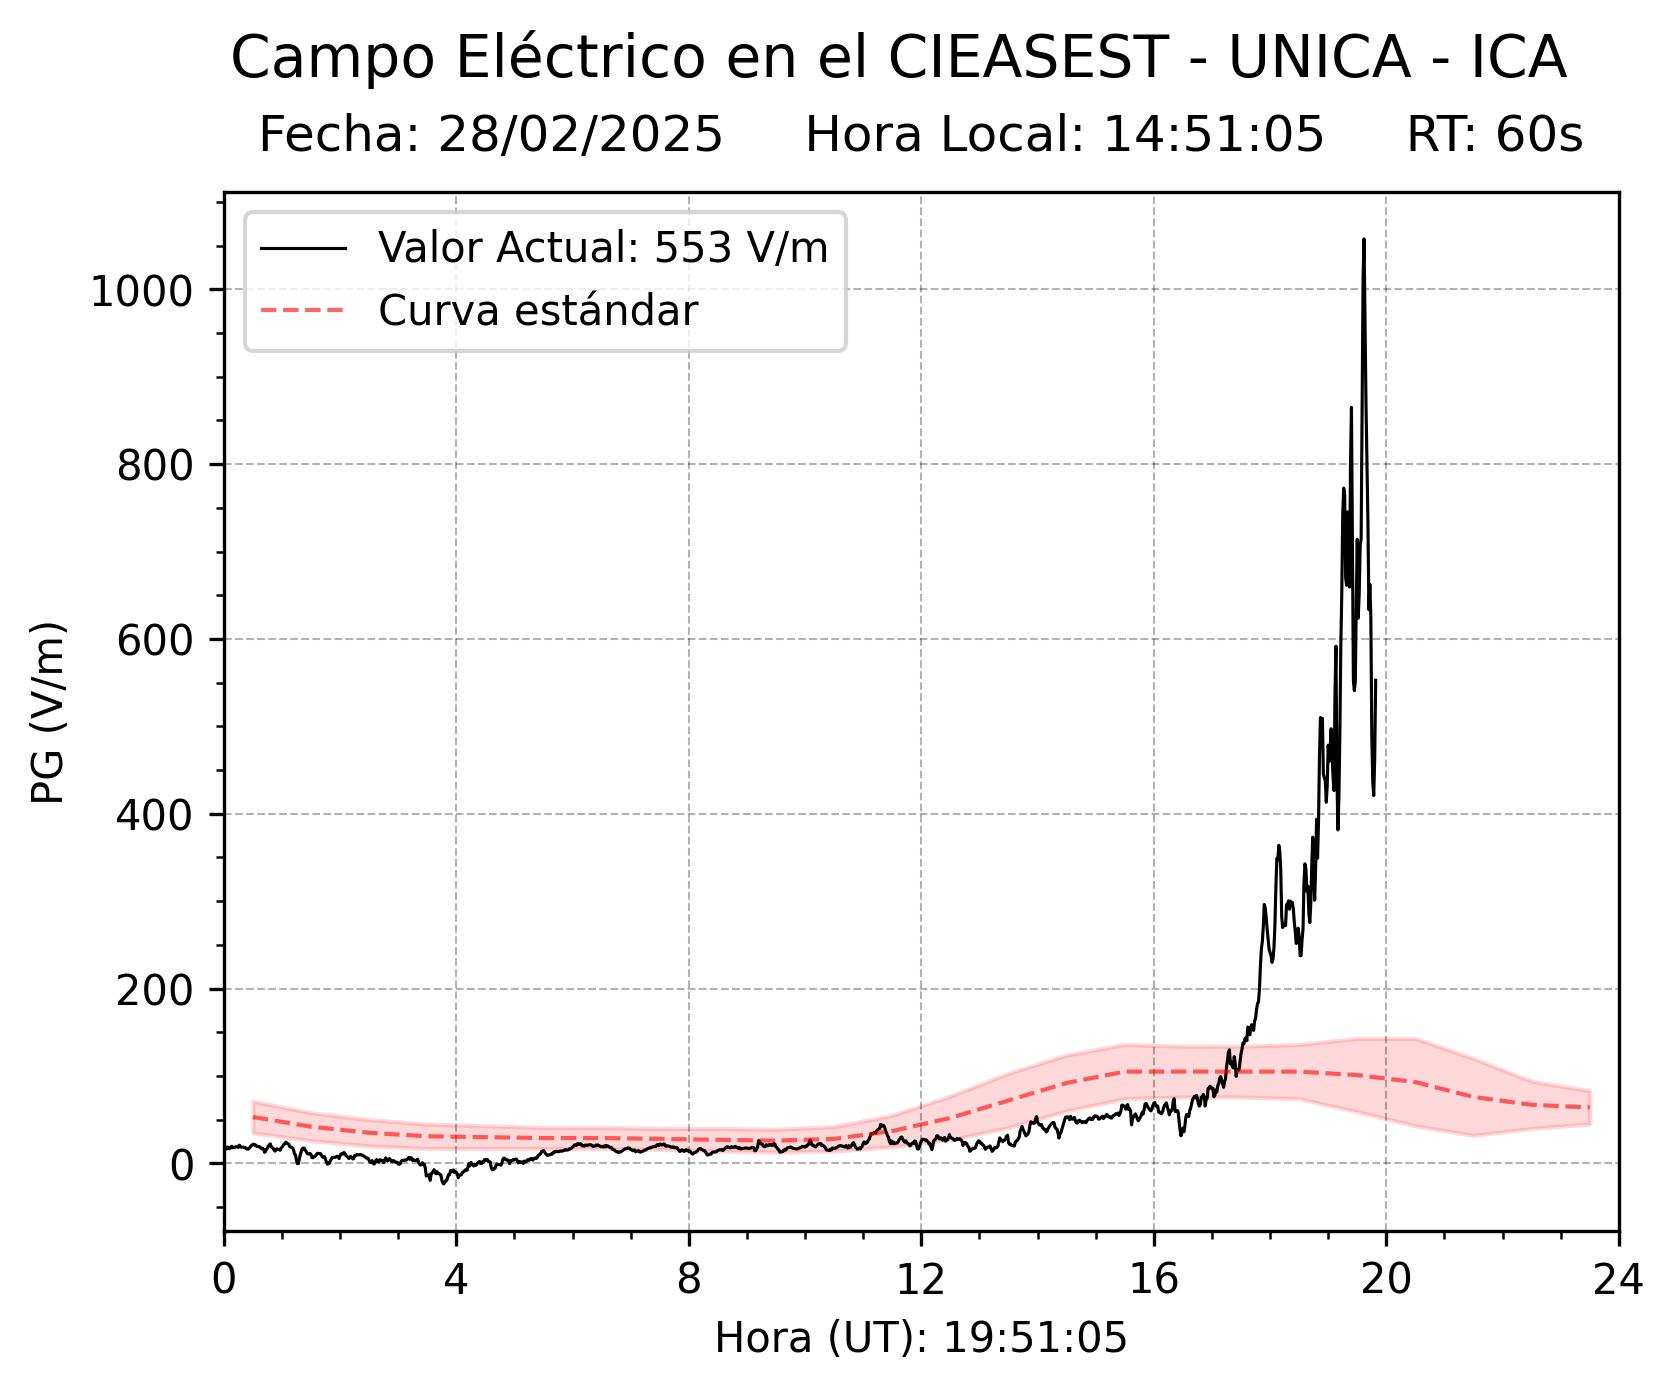 Campo Eléctrico en el CIEASEST - UNICA - ICA
Fecha: 28/02/2025 Hora Local: 14:51:05 RT: 60s
Valor Actual: 553 V/m
Curva estándar
1000
800
600
400
200
0
PG (V/m)
0 4 8 12 16 20 24
Hora (UT): 19:51:05